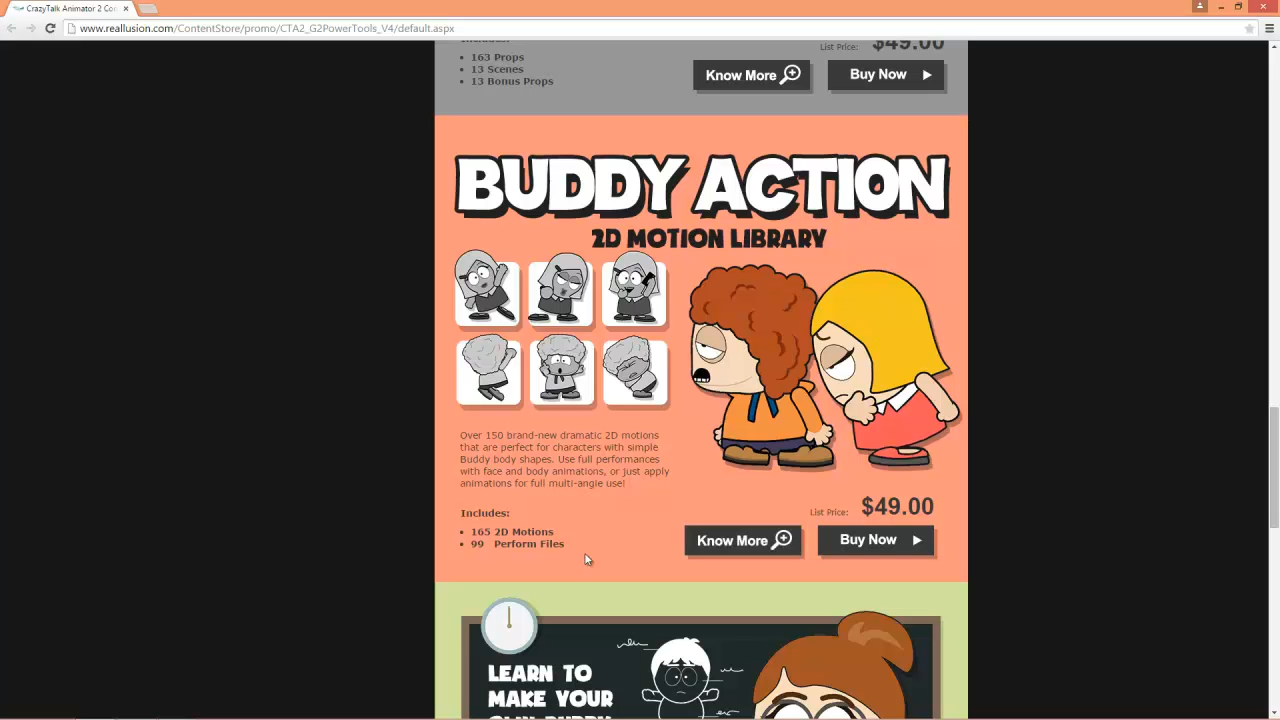 CrazyTalk Animator 2 Co
www.reallusion.com/ContentStore/promo/CTA2_G2PowerTools_V4/default.aspx
List Price: $49.00
163 Props
13 Scenes
13 Bonus Props
Know More
Buy Now
BUDDY ACTION
2D MOTION LIBRARY
Over 150 brand-new dramatic 2D motions
that are perfect for characters with simple
Buddy body shapes. Use full performances
with face and body animations, or just apply
animations for full multi-angle use!
List Price: $49.00
Includes:
165 2D Motions
99 Perform Files
Know More
Buy Now
LEARN TO
MAKE YOUR